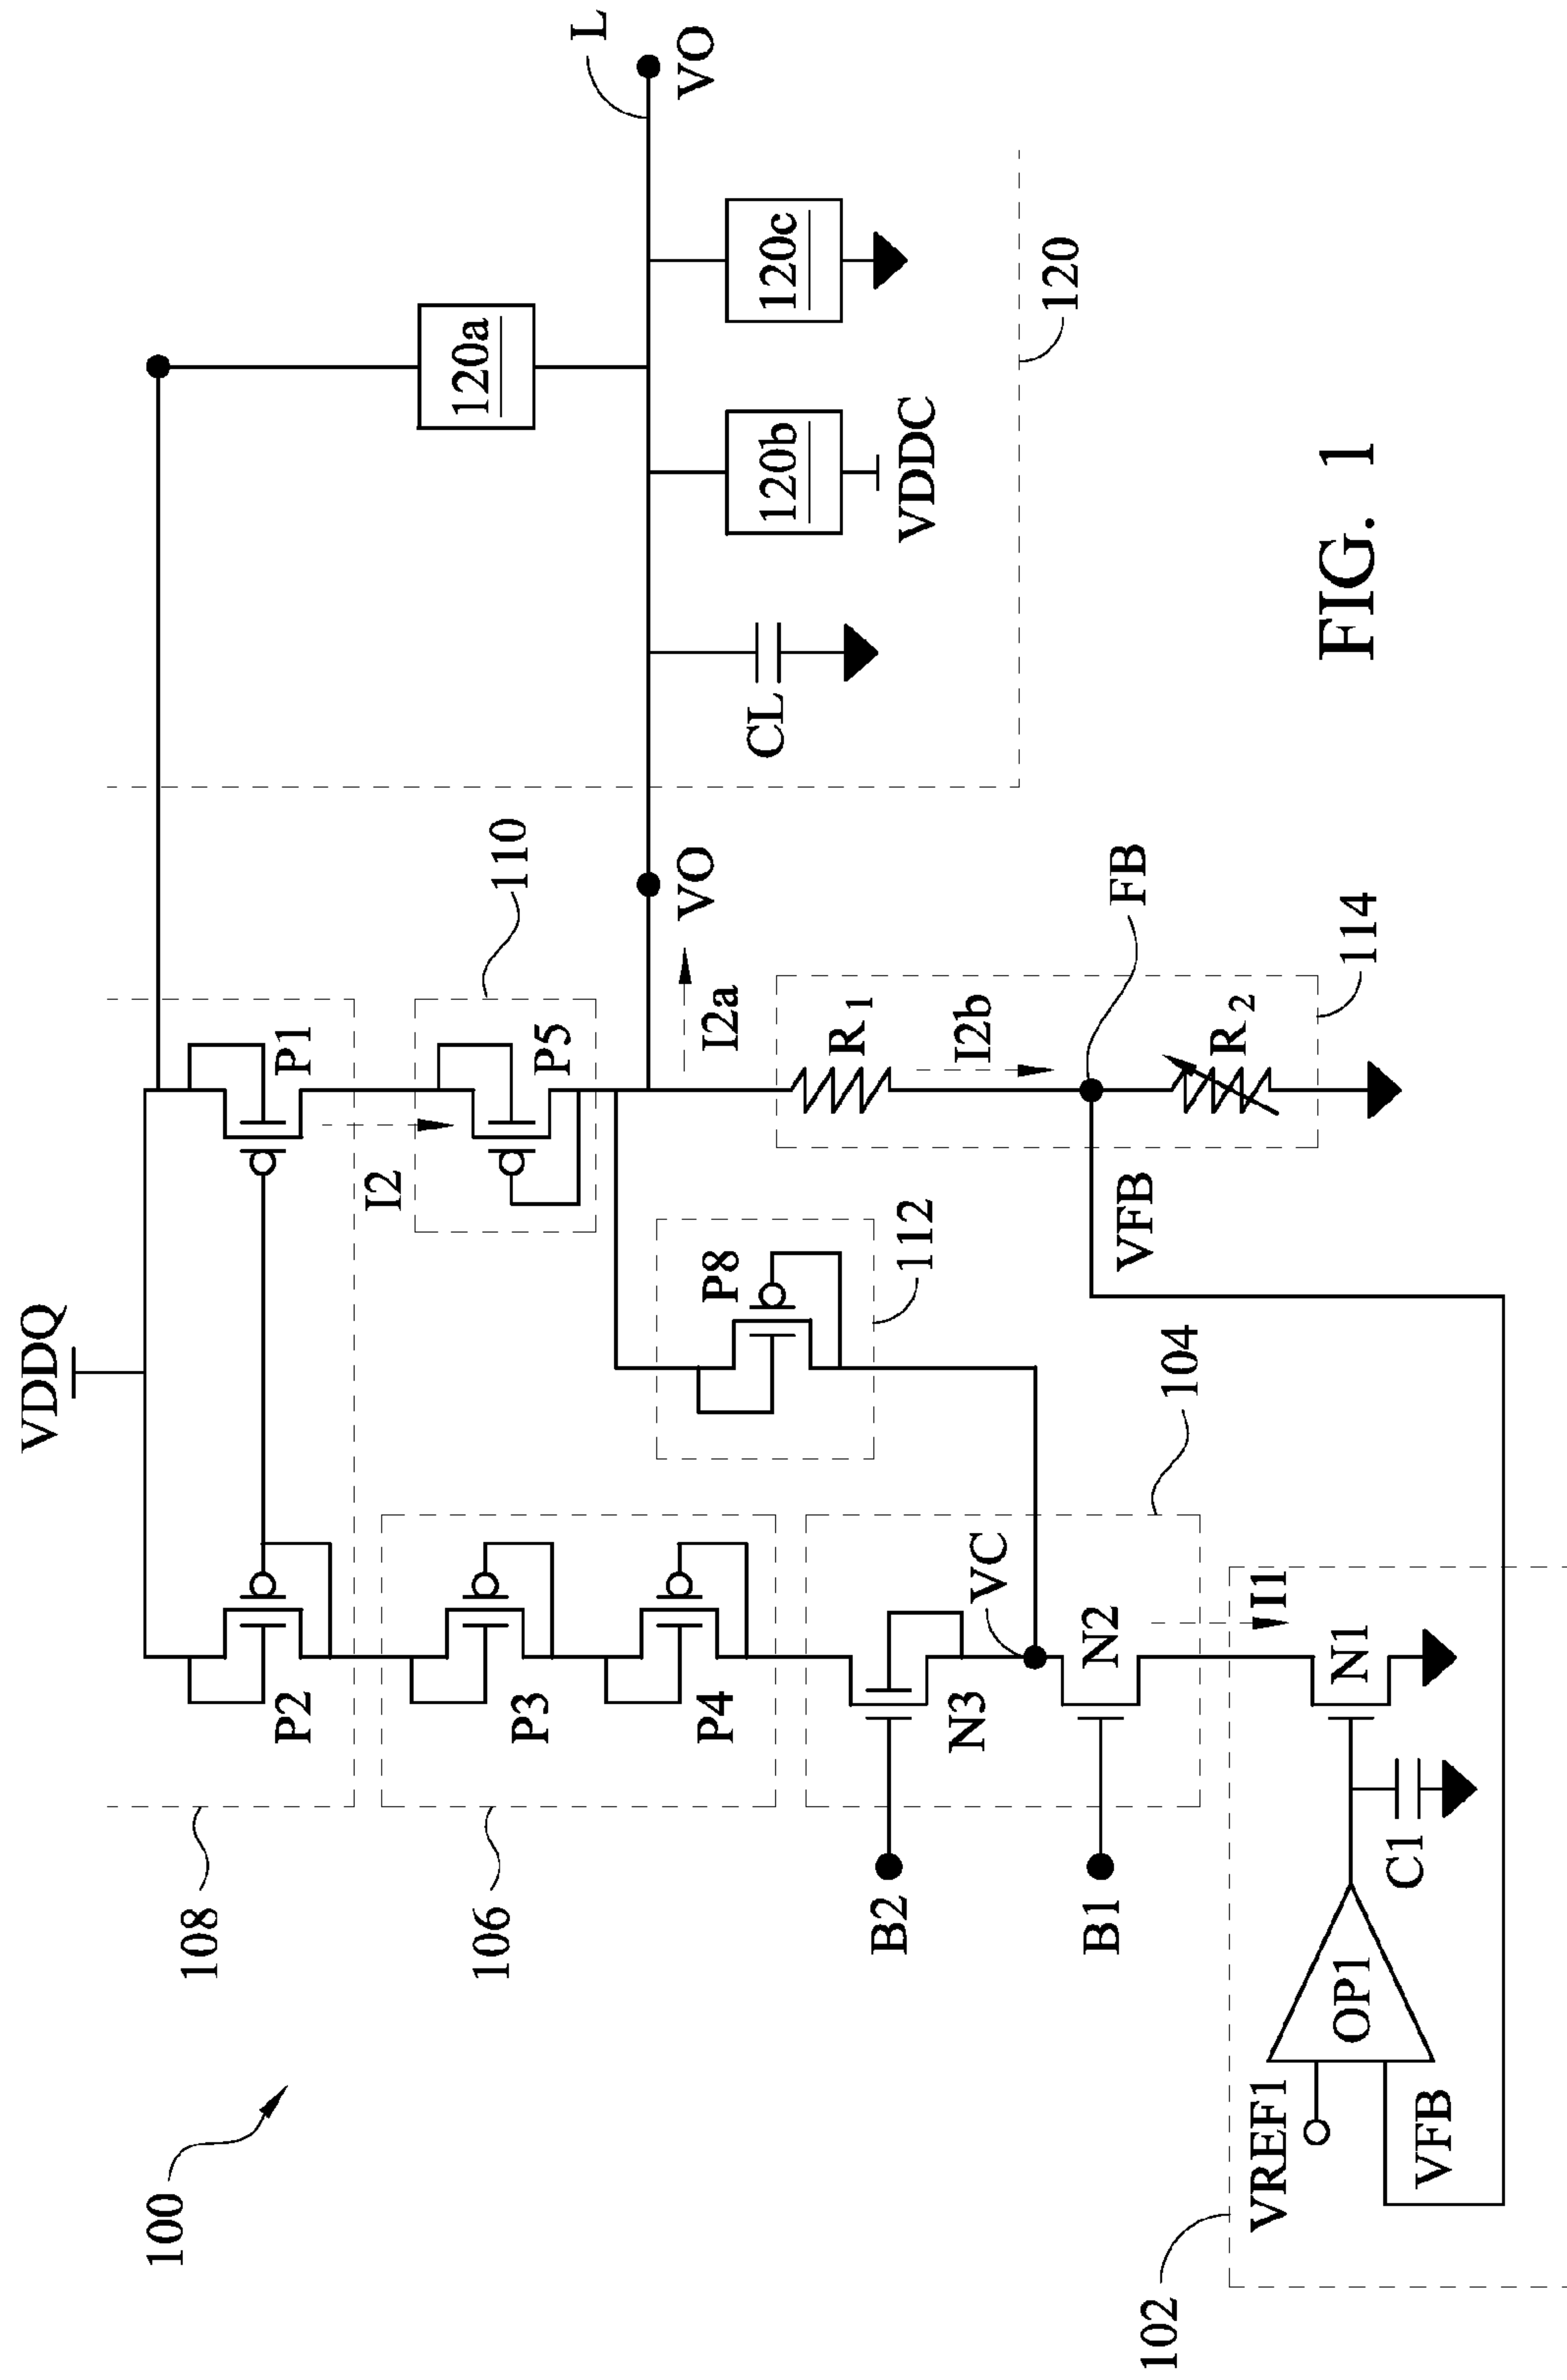 100
VDDQ
108
P2
P1
I2
106
P3
P4
110
P5
120a
L
VO
VO
I2a
P8
112
B2
N3
104
VC
R1
I2b
114
CL
120b
120c
VDDC
120
B1
N2
I1
FB
VFB
R2
102
VREF1
OP1
VFB
C1
N1
FIG. 1